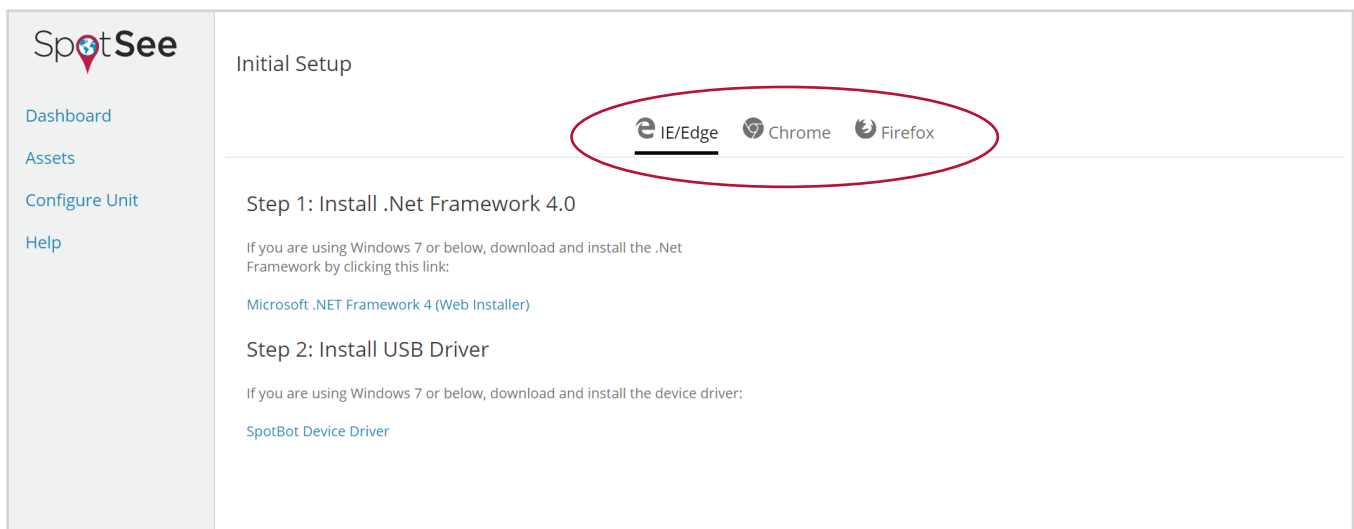 SpotSee
Initial Setup
Dashboard
Assets
Configure Unit
Help
IE/Edge Chrome Firefox
Step 1: Install .Net Framework 4.0
If you are using Windows 7 or below, download and install the .Net
Framework by clicking this link:
Microsoft .NET Framework 4 (Web Installer)
Step 2: Install USB Driver
If you are using Windows 7 or below, download and install the device driver:
SpotBot Device Driver